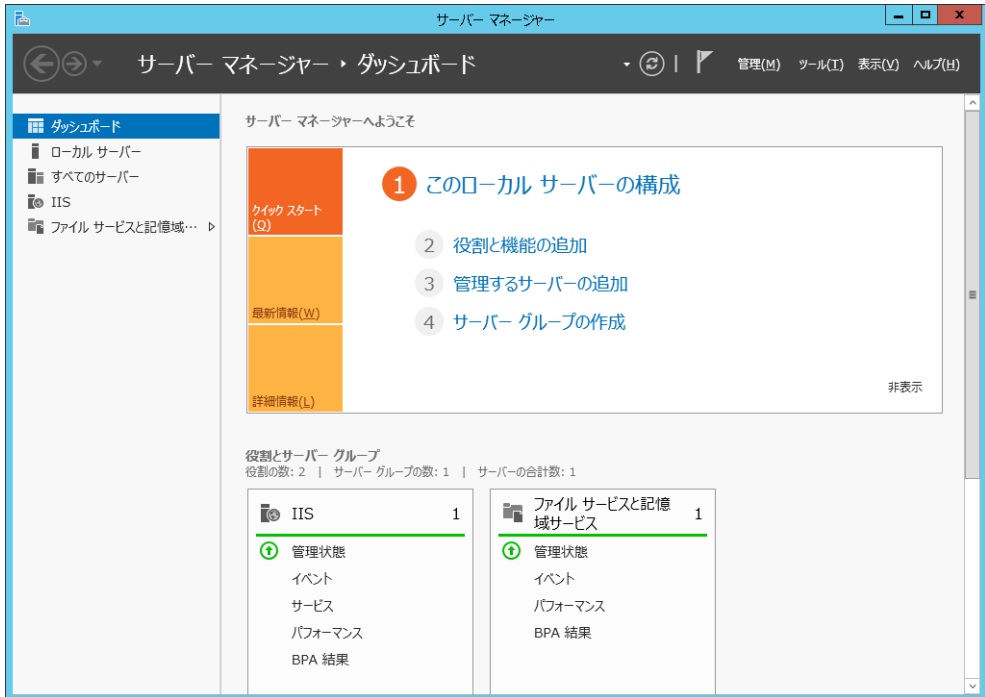 サーバー マネージャー
サーバー マネージャー ・ ダッシュボード
管理(M) ツール(T) 表示(V) ヘルプ(H)
ダッシュボード
ローカル サーバー
すべてのサーバー
IIS
ファイル サービスと記憶域…
サーバー マネージャーへようこそ
クイック スタート
(Q)
最新情報(W)
詳細情報(L)
1 このローカル サーバーの構成
2 役割と機能の追加
3 管理するサーバーの追加
4 サーバー グループの作成
非表示
役割とサーバー グループ
役割の数: 2 | サーバー グループの数: 1 | サーバーの合計数: 1
IIS 1
管理状態
イベント
サービス
パフォーマンス
BPA 結果
ファイル サービスと記憶
域サービス 1
管理状態
イベント
パフォーマンス
BPA 結果